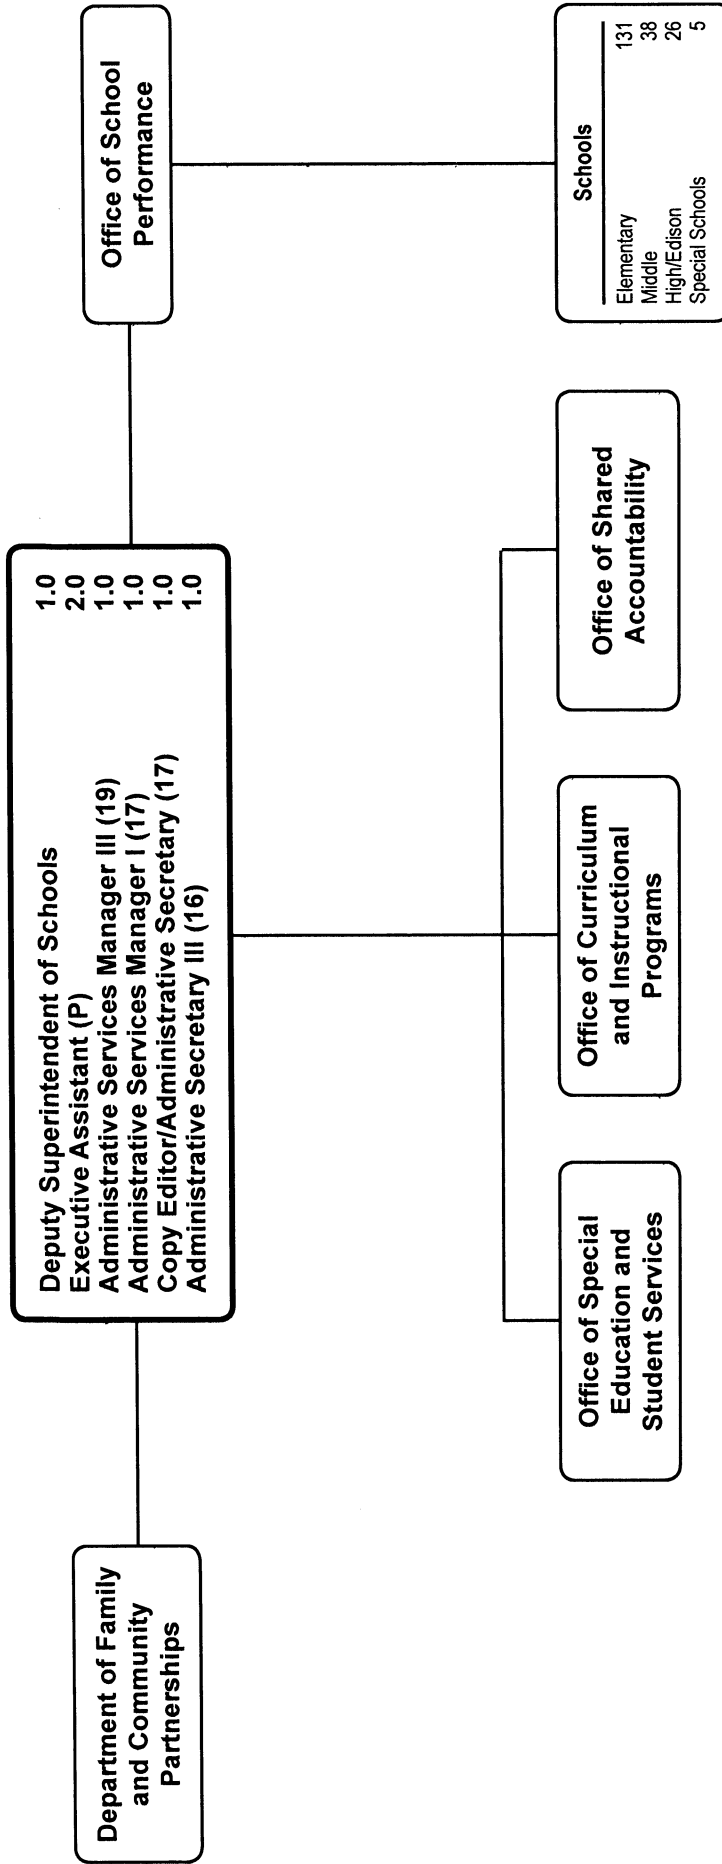 Deputy Superintendent of Schools 1.0
Executive Assistant (P) 2.0
Administrative Services Manager III (19) 1.0
Administrative Services Manager I (17) 1.0
Copy Editor/Administrative Secretary (17) 1.0
Administrative Secretary III (16) 1.0
Department of Family
and Community
Partnerships
Office of School
Performance
Office of Special
Education and
Student Services
Office of Curriculum
and Instructional
Programs
Office of Shared
Accountability
Schools
Elementary 131
Middle 38
High/Edison 26
Special Schools 5